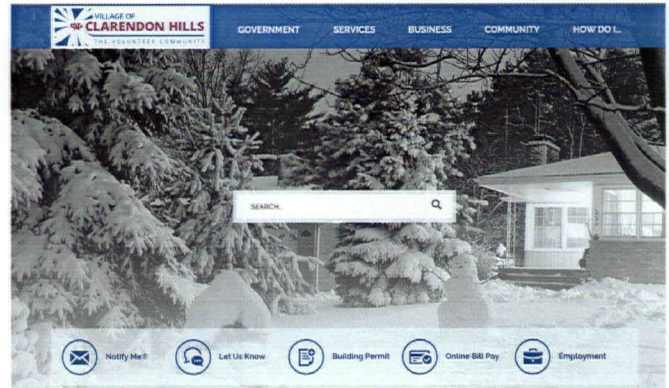 VILLAGE OF
CLARENDON HILLS
THE VOLUNTEER COMMUNITY
GOVERNMENT SERVICES BUSINESS COMMUNITY HOW DO I...
SEARCH...
Notify Me® Let Us Know Building Permit Online Bill Pay Employment